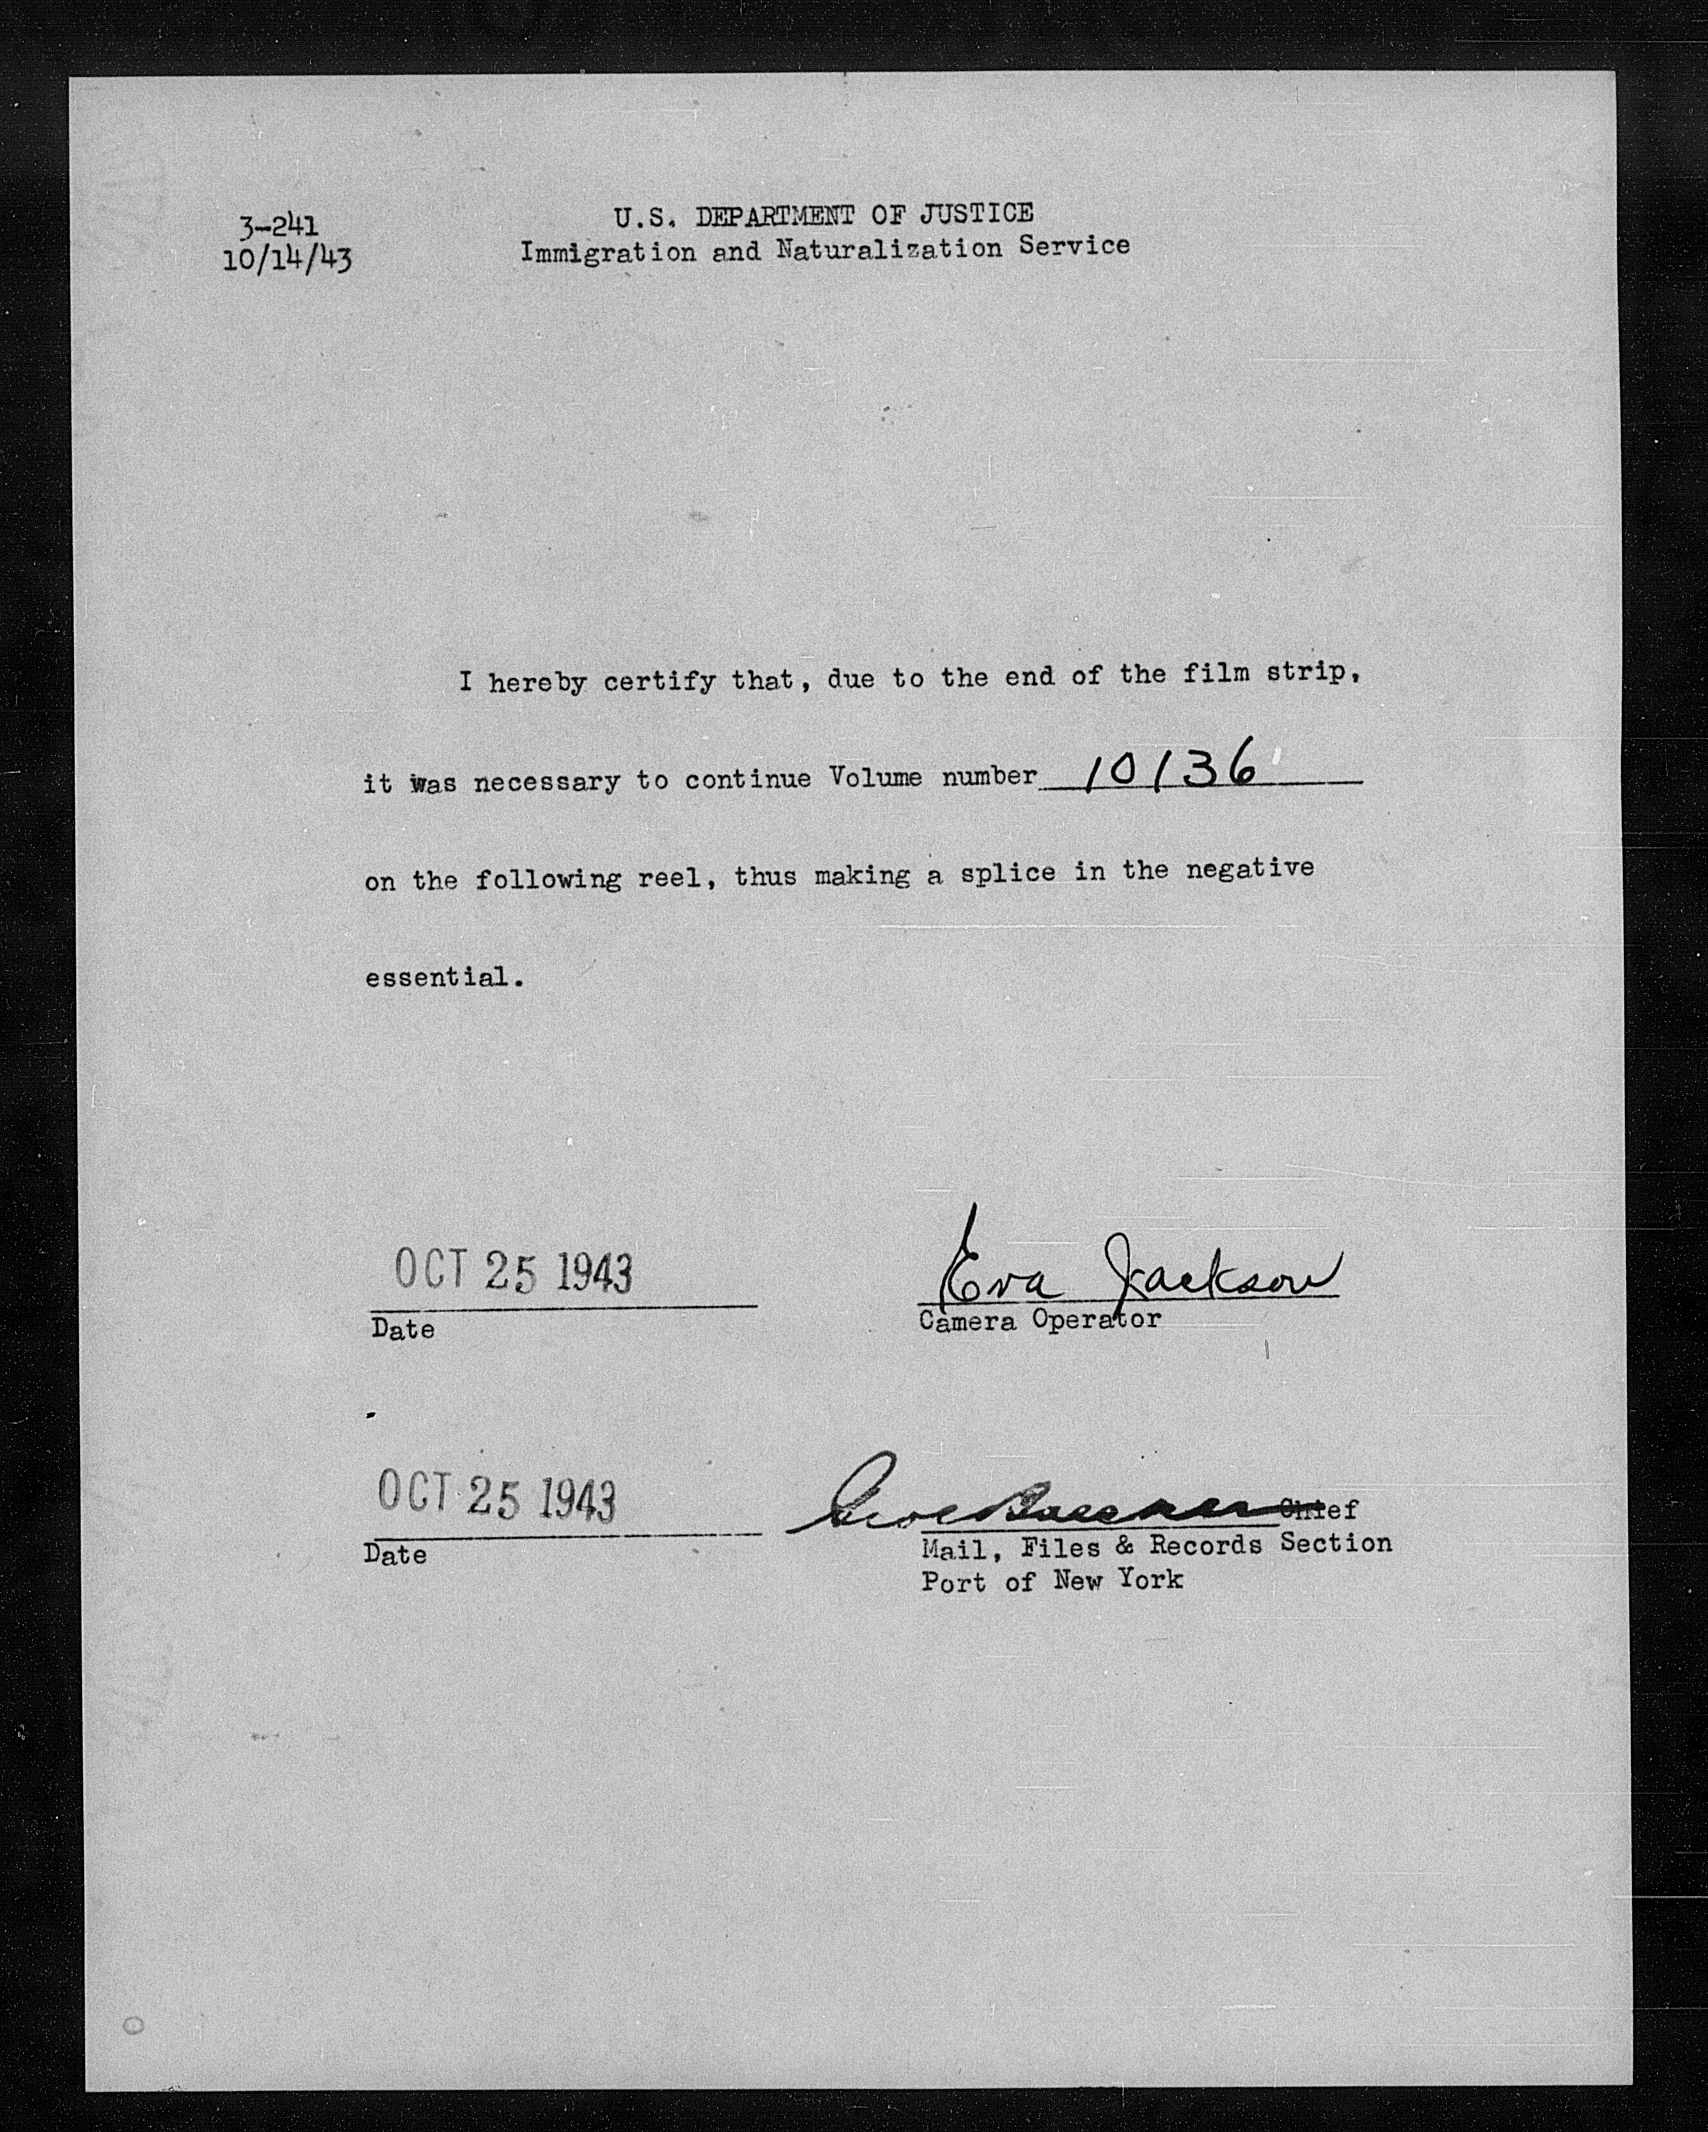 3-241
10/14/43
U.S. DEPARTMENT OF JUSTICE
Immigration and Naturalization Service
I hereby certify that, due to the end of the film strip,
it was necessary to continue Volume number 10136
on the following reel, thus making a splice in the negative
essential.
OCT 25 1943
Date
Eva Jackson
Camera Operator
OCT 25 1943
Date
Chief
Mail, Files & Records Section
Port of New York